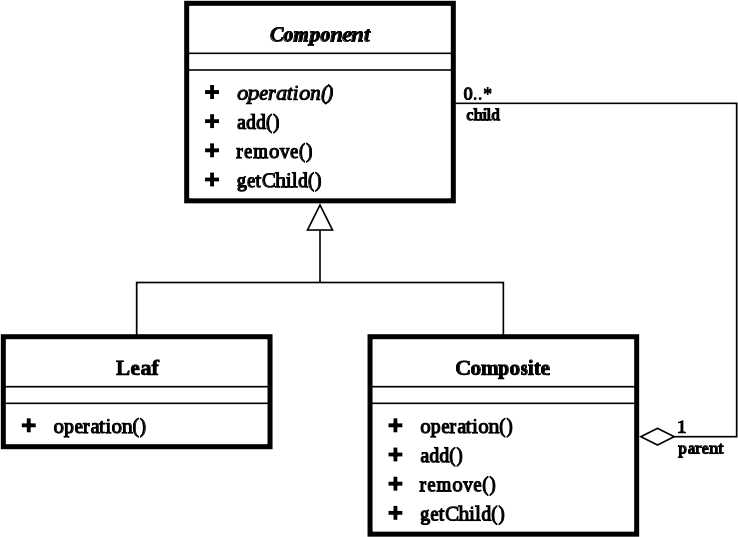 Component
+ operation()
+ add()
+ remove()
+ getChild()
0..*
child
Leaf
+ operation()
Composite
+ operation()
+ add()
+ remove()
+ getChild()
1
parent